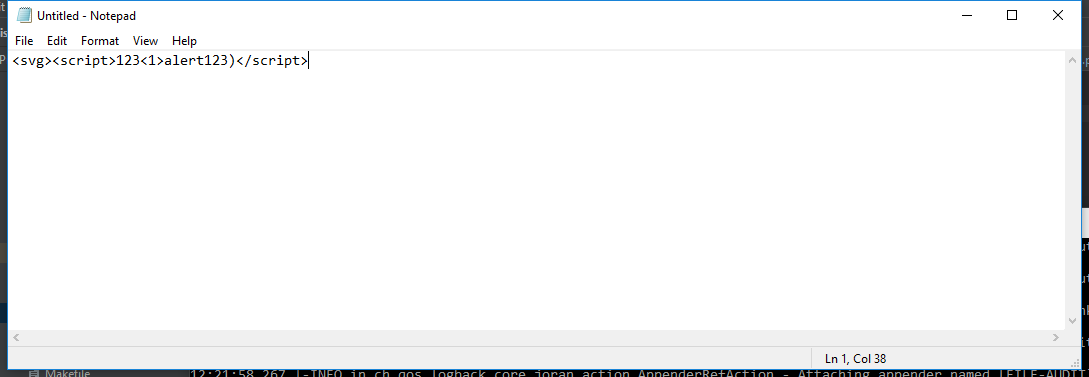 Untitled - Notepad
File Edit Format View Help
<svg><script>123<1>alert123)</script>
Ln 1, Col 38
Makefile
12:21:58,267 |-INFO in ch.qos.logback.core.joran.action.AppenderRefAction - Attaching appender named [FILE-AUDIT